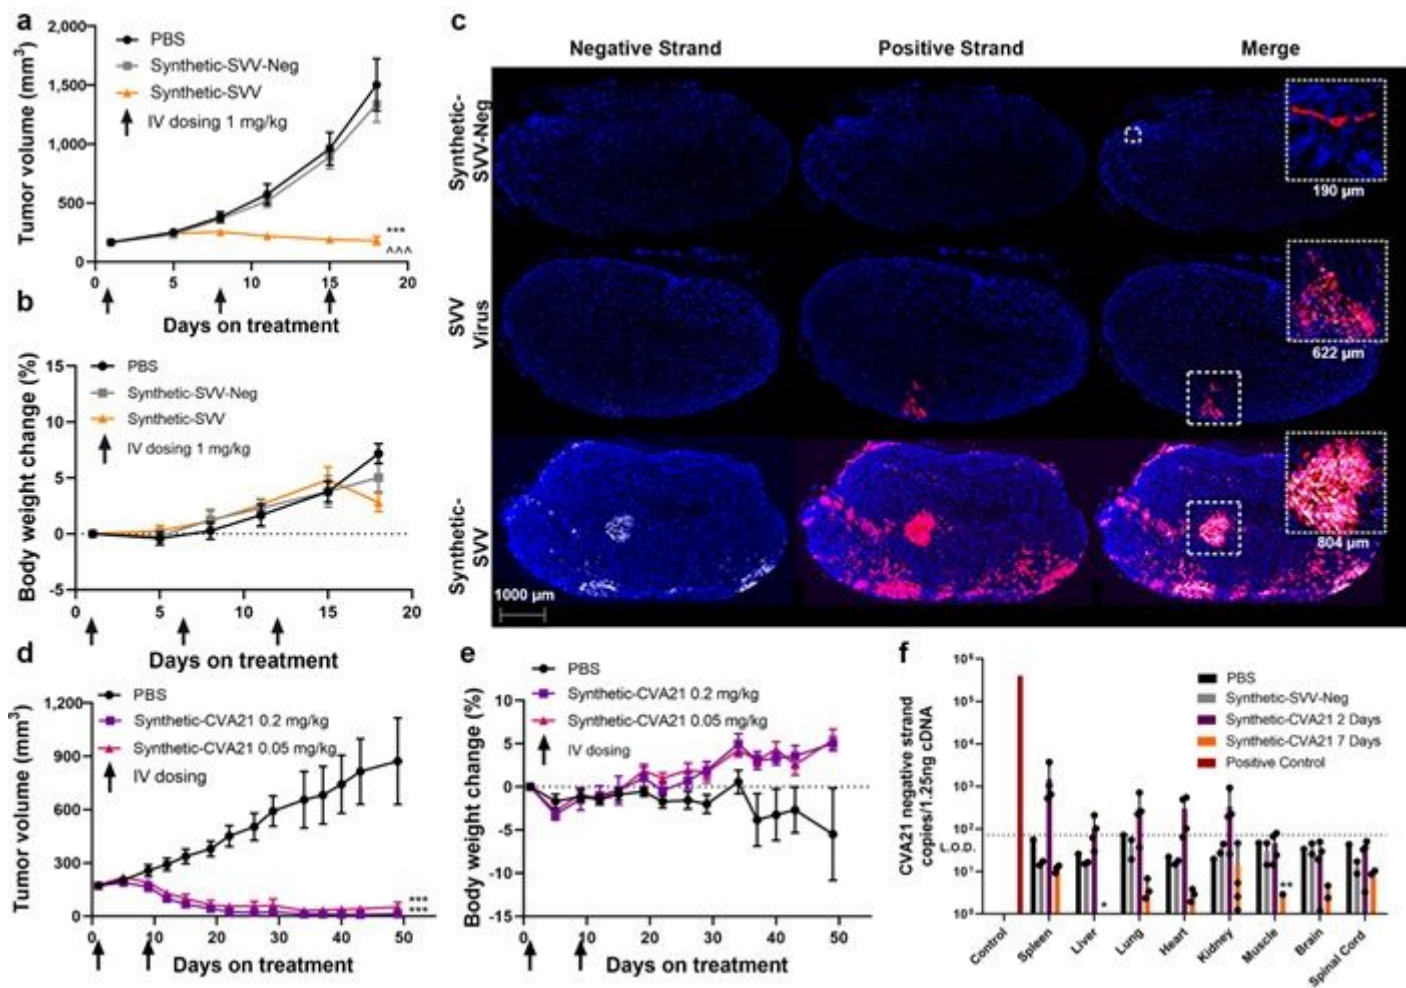 a
2,000
1,500
1,000
500
0
Tumor volume (mm³)
PBS
Synthetic-SVV-Neg
Synthetic-SVV
IV dosing 1 mg/kg
***
^^^
0 5 10 15 20
Days on treatment
b
15
10
5
0
-5
Body weight change (%)
PBS
Synthetic-SVV-Neg
Synthetic-SVV
IV dosing 1 mg/kg
0 5 10 15 20
Days on treatment
c
Negative Strand Positive Strand Merge
Synthetic-
SVV-Neg
190 µm
SVV
Virus
622 µm
Synthetic-
SVV
804 µm
1000 µm
d
1,200
900
600
300
0
Tumor volume (mm³)
PBS
Synthetic-CVA21 0.2 mg/kg
Synthetic-CVA21 0.05 mg/kg
IV dosing
***
***
0 10 20 30 40 50
Days on treatment
e
10
5
0
-5
-10
-15
Body weight change (%)
PBS
Synthetic-CVA21 0.2 mg/kg
Synthetic-CVA21 0.05 mg/kg
IV dosing
0 10 20 30 40 50
Days on treatment
f
CVA21 negative strand
copies/1.25ng cDNA
10⁶
10⁵
10⁴
10³
10²
L.O.D.
10¹
10⁰
PBS
Synthetic-SVV-Neg
Synthetic-CVA21 2 Days
Synthetic-CVA21 7 Days
Positive Control
*
**
Control
Spleen
Liver
Lung
Heart
Kidney
Muscle
Brain
Spinal Cord